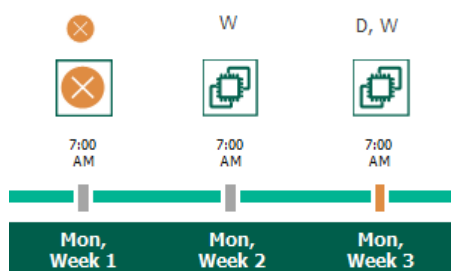 W
D, W
7:00
AM
7:00
AM
7:00
AM
Mon,
Week 1
Mon,
Week 2
Mon,
Week 3